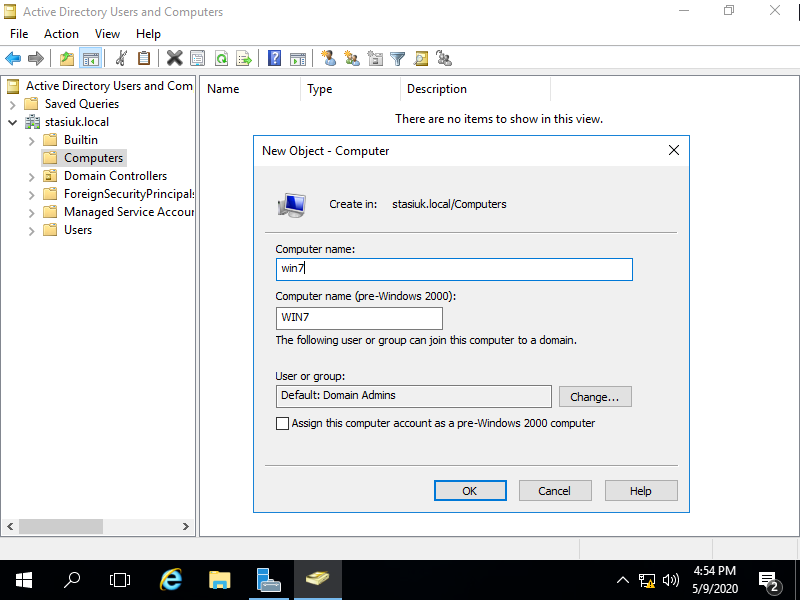 Active Directory Users and Computers
File Action View Help
Active Directory Users and Com
Saved Queries
stasiuk.local
Builtin
Computers
Domain Controllers
ForeignSecurityPrincipals
Managed Service Accour
Users
Name Type Description
There are no items to show in this view.
New Object - Computer
Create in: stasiuk.local/Computers
Computer name:
win7
Computer name (pre-Windows 2000):
WIN7
The following user or group can join this computer to a domain.
User or group:
Default: Domain Admins
Change...
Assign this computer account as a pre-Windows 2000 computer
OK Cancel Help
4:54 PM
5/9/2020
2